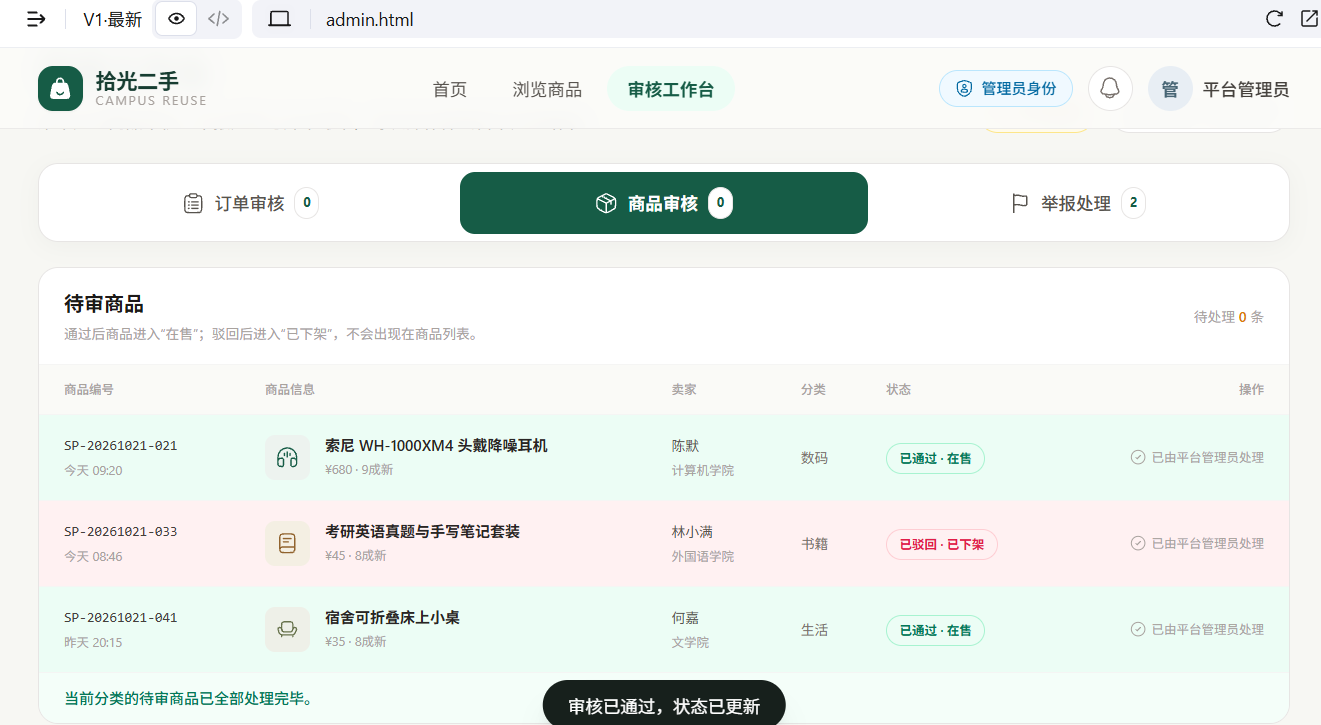 V1·最新
admin.html
拾光二手
CAMPUS REUSE
首页
浏览商品
审核工作台
管理员身份
管
平台管理员
订单审核 0
商品审核 0
举报处理 2
待审商品
通过后商品进入“在售”；驳回后进入“已下架”，不会出现在商品列表。
待处理 0 条
商品编号 商品信息 卖家 分类 状态 操作
SP-20261021-021
今天 09:20
索尼 WH-1000XM4 头戴降噪耳机
¥680 · 9成新
陈默
计算机学院
数码
已通过 · 在售
已由平台管理员处理
SP-20261021-033
今天 08:46
考研英语真题与手写笔记套装
¥45 · 8成新
林小满
外国语学院
书籍
已驳回 · 已下架
已由平台管理员处理
SP-20261021-041
昨天 20:15
宿舍可折叠床上小桌
¥35 · 8成新
何嘉
文学院
生活
已通过 · 在售
已由平台管理员处理
当前分类的待审商品已全部处理完毕。
审核已通过，状态已更新